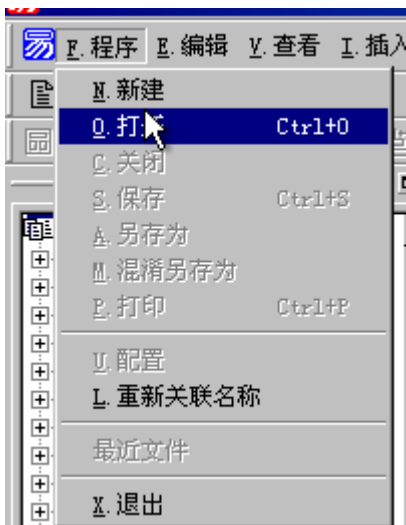 易 F.程序 E.编辑 V.查看 I.插入
N.新建
O.打开 Ctrl+O
C.关闭
S.保存 Ctrl+S
A.另存为
M.混淆另存为
P.打印 Ctrl+P
U.配置
L.重新关联名称
最近文件
X.退出